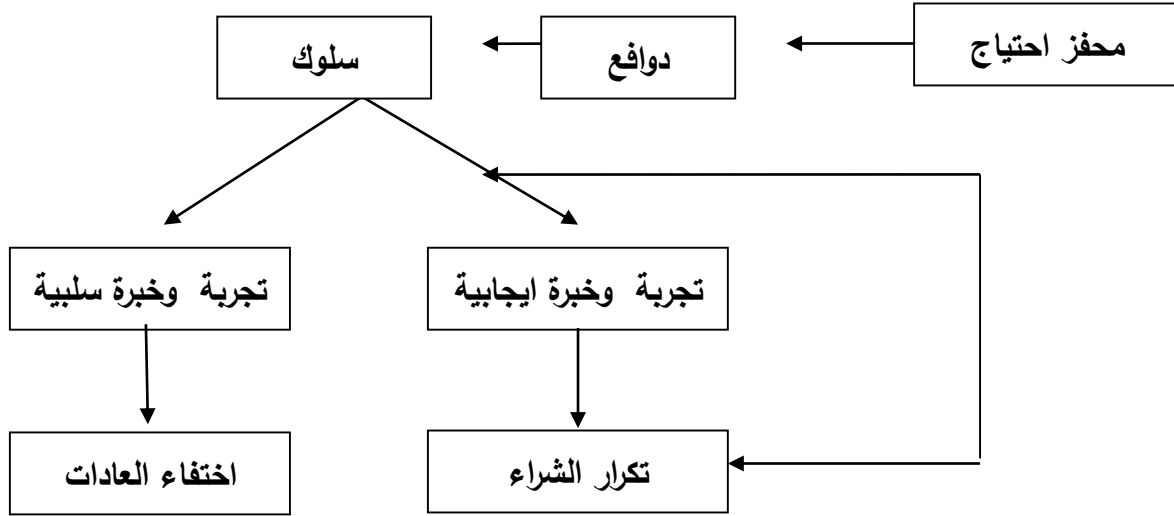 محفز احتياج
دوافع
سلوك
تجربة وخبرة ايجابية
تجربة وخبرة سلبية
تكرار الشراء
اختفاء العادات